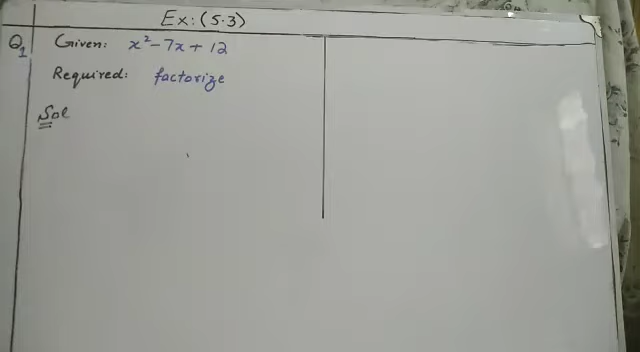 Ex: (5.3)
Q1 Given: x² - 7x + 12
Required: factorize
Sol